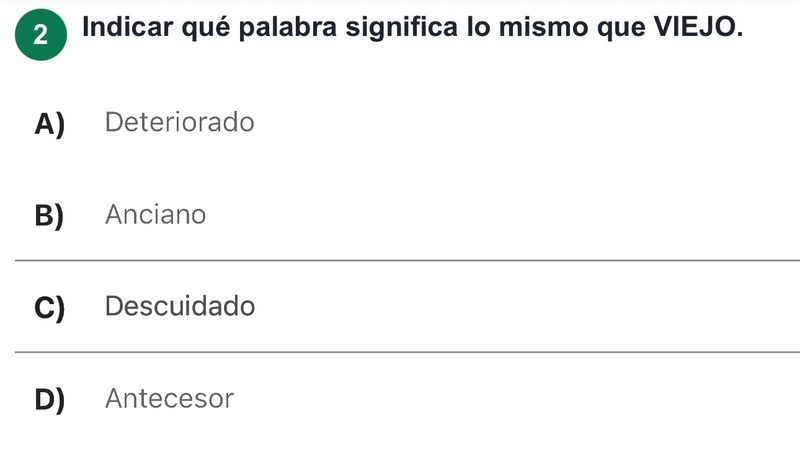 2 Indicar qué palabra significa lo mismo que VIEJO.
A) Deteriorado
B) Anciano
C) Descuidado
D) Antecesor